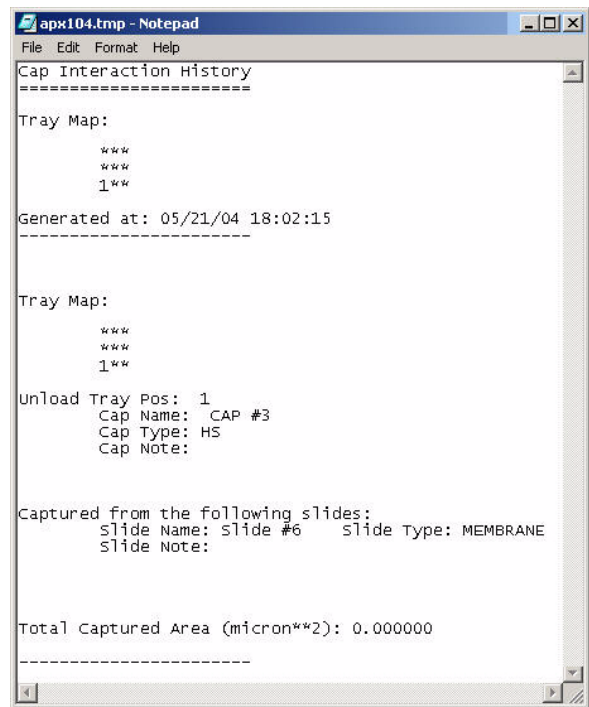 apx104.tmp - Notepad
File Edit Format Help
Cap Interaction History
=======================
Tray Map:
***
***
1**
Generated at: 05/21/04 18:02:15
-----------------------
Tray Map:
***
***
1**
Unload Tray Pos: 1
Cap Name: CAP #3
Cap Type: HS
Cap Note:
Captured from the following slides:
Slide Name: Slide #6 Slide Type: MEMBRANE
Slide Note:
Total Captured Area (micron**2): 0.000000
-----------------------